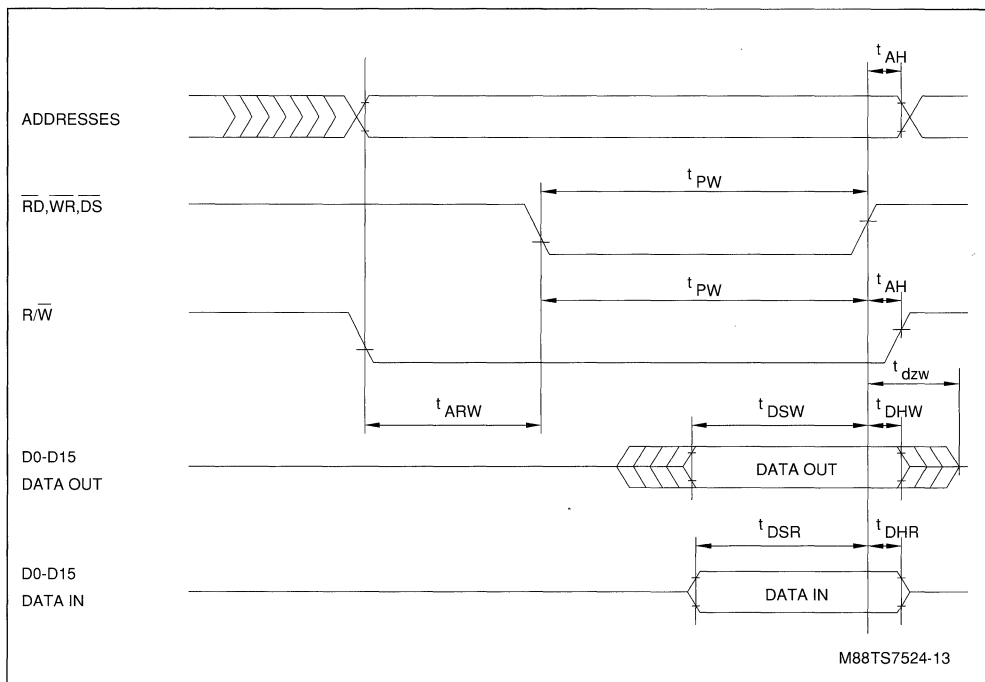 t AH
ADDRESSES
t PW
RD,WR,DS
t PW
t AH
R/W
t dzw
t ARW
t DSW
t DHW
D0-D15
DATA OUT
DATA OUT
t DSR
t DHR
D0-D15
DATA IN
DATA IN
M88TS7524-13